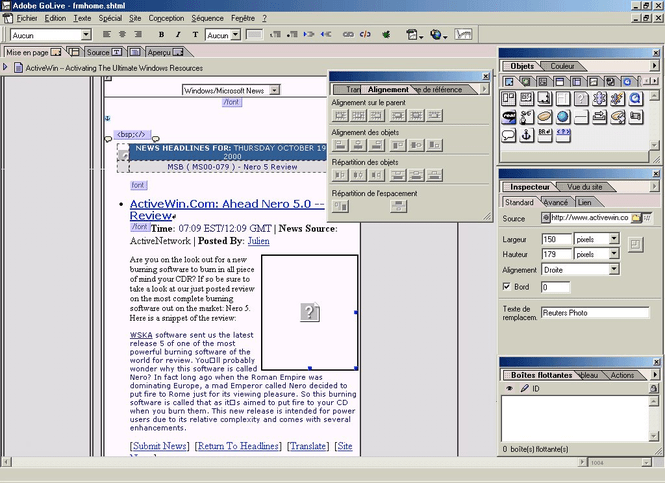 Adobe GoLive - frmhome.shtml
Fichier Edition Texte Spécial Site Conception Séquence Fenêtre ?
Aucun B I T Aucun
Mise en page Source Aperçu
ActiveWin -- Activating The Ultimate Windows Resources
Windows/Microsoft News
/font
<bsp;</>
NEWS HEADLINES FOR: THURSDAY OCTOBER 19
2000
MSB ( MS00-079 ) - Nero 5.0 Review
font
ActiveWin.Com: Ahead Nero 5.0 --
Review
/font Time: 07:09 EST/12:09 GMT | News Source:
ActiveNetwork | Posted By: Julien
Are you on the look out for a new
burning software to burn in all piece
of mind your CDR? If so be sure to
take a look at our just posted review
on the most complete burning
software out on the market: Nero 5.
Here is a snippet of the review:
WSKA software sent us the latest
release 5 of one of the most
powerful burning software of the
world for review. You□ll probably
wonder why this software is called
Nero? In fact long ago when the Roman Empire was
dominating Europe, a mad Emperor called Nero decided to
put fire to Rome just for its viewing pleasure. So this burning
software is called that as it□s aimed to put fire to your CD
when you burn them. This new release is intended for power
users due to its relative complexity and comes with several
enhancements.
[Submit News] [Return To Headlines] [Translate] [Site
Tran Alignement e de référence
Alignement sur le parent
Alignement des objets
Répartition des objets
Répartition de l'espacement
Objets Couleur
Inspecteur Vue du site
Standard Avancé Lien
Source http://www.activewin.co
Largeur 150 pixels
Hauteur 179 pixels
Alignement Droite
Bord 0
Texte de
remplacem. Reuters Photo
Boîtes flottantes bleau Actions
ID
0 boîte(s) flottante(s)
1004